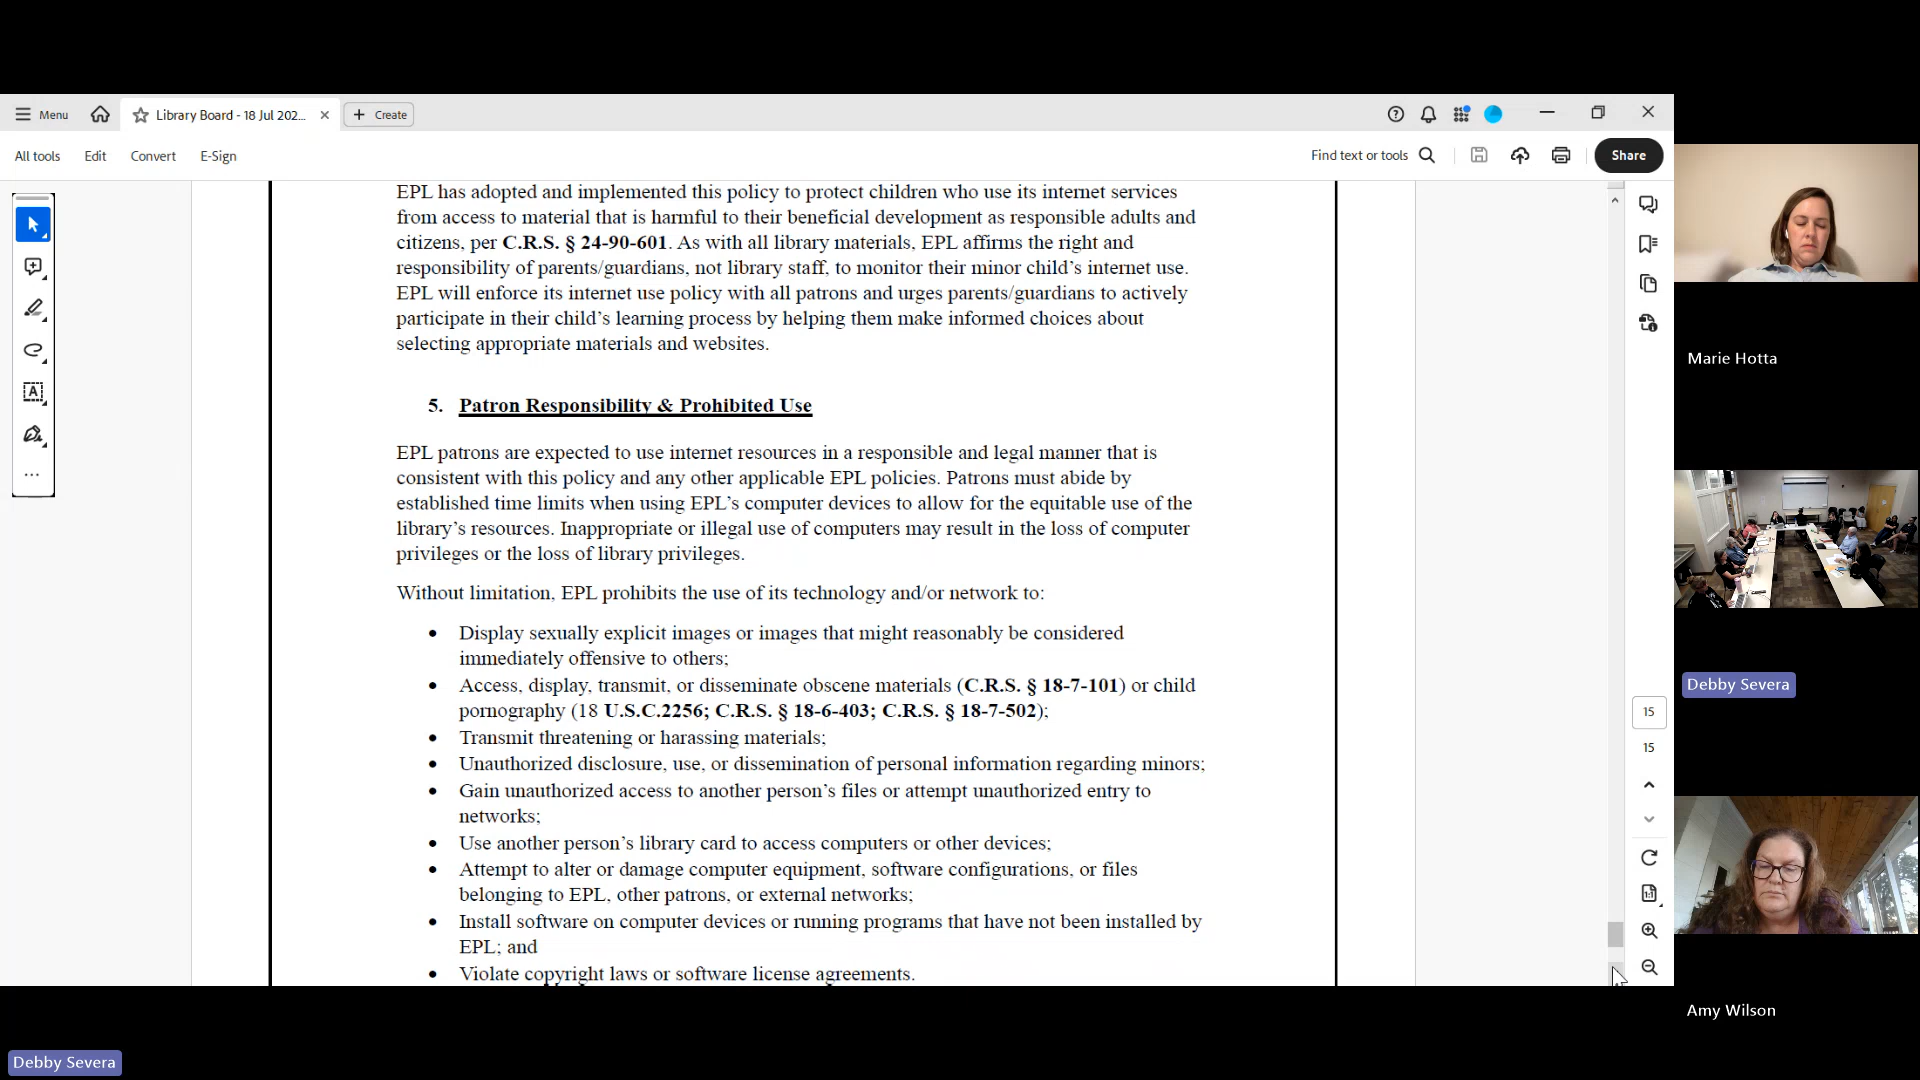 Menu
Library Board - 18 Jul 202...
Create
All tools
Edit
Convert
E-Sign
Find text or tools
Share
EPL has adopted and implemented this policy to protect children who use its internet services
from access to material that is harmful to their beneficial development as responsible adults and
citizens, per C.R.S. § 24-90-601. As with all library materials, EPL affirms the right and
responsibility of parents/guardians, not library staff, to monitor their minor child’s internet use.
EPL will enforce its internet use policy with all patrons and urges parents/guardians to actively
participate in their child’s learning process by helping them make informed choices about
selecting appropriate materials and websites.
5. Patron Responsibility & Prohibited Use
EPL patrons are expected to use internet resources in a responsible and legal manner that is
consistent with this policy and any other applicable EPL policies. Patrons must abide by
established time limits when using EPL’s computer devices to allow for the equitable use of the
library’s resources. Inappropriate or illegal use of computers may result in the loss of computer
privileges or the loss of library privileges.
Without limitation, EPL prohibits the use of its technology and/or network to:
• Display sexually explicit images or images that might reasonably be considered
immediately offensive to others;
• Access, display, transmit, or disseminate obscene materials (C.R.S. § 18-7-101) or child
pornography (18 U.S.C.2256; C.R.S. § 18-6-403; C.R.S. § 18-7-502);
• Transmit threatening or harassing materials;
• Unauthorized disclosure, use, or dissemination of personal information regarding minors;
• Gain unauthorized access to another person’s files or attempt unauthorized entry to
networks;
• Use another person’s library card to access computers or other devices;
• Attempt to alter or damage computer equipment, software configurations, or files
belonging to EPL, other patrons, or external networks;
• Install software on computer devices or running programs that have not been installed by
EPL; and
• Violate copyright laws or software license agreements.
15
15
Marie Hotta
Debby Severa
Amy Wilson
Debby Severa